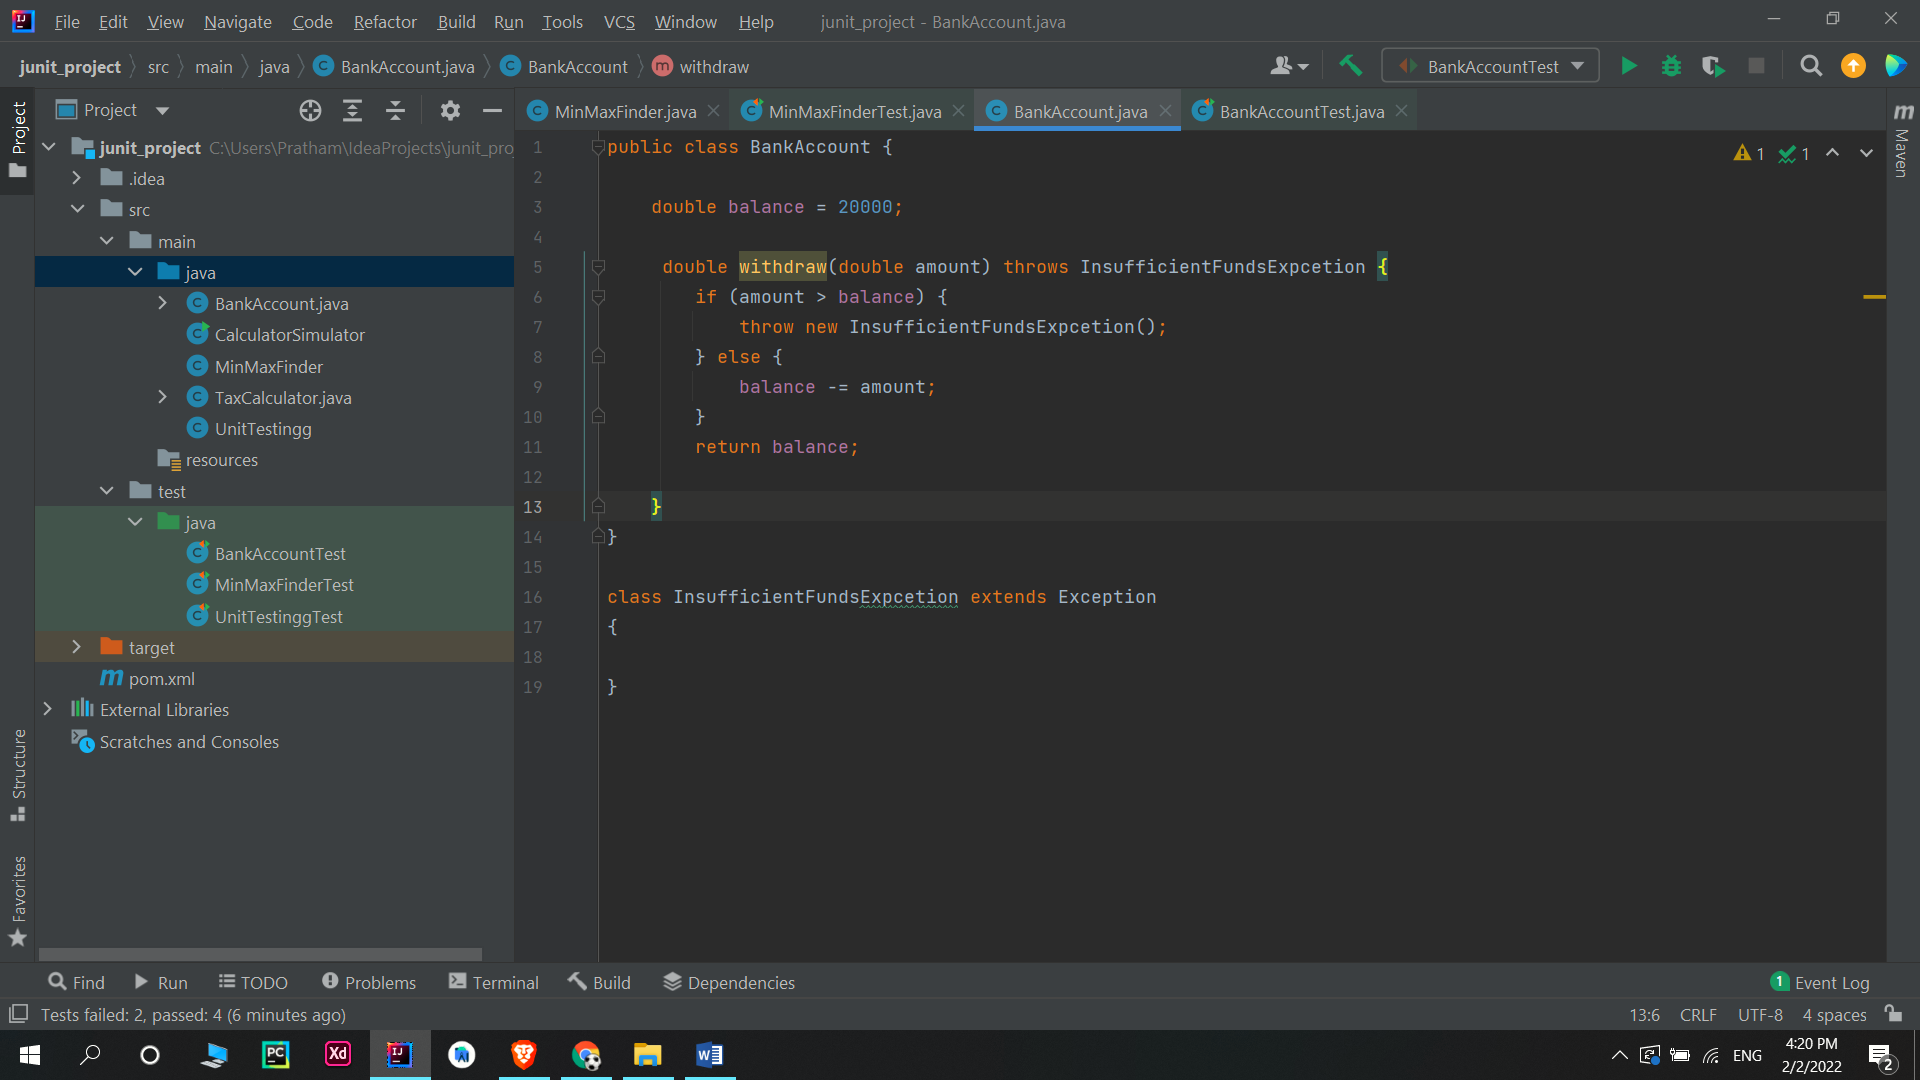 File Edit View Navigate Code Refactor Build Run Tools VCS Window Help junit_project - BankAccount.java
junit_project src main java BankAccount.java BankAccount m withdraw BankAccountTest
Project
MinMaxFinder.java MinMaxFinderTest.java BankAccount.java BankAccountTest.java
junit_project C:\Users\Pratham\IdeaProjects\junit_pro
.idea
src
main
java
BankAccount.java
CalculatorSimulator
MinMaxFinder
TaxCalculator.java
UnitTestingg
resources
test
java
BankAccountTest
MinMaxFinderTest
UnitTestinggTest
target
pom.xml
External Libraries
Scratches and Consoles
Project
Structure
Favorites
1 public class BankAccount {
2
3 double balance = 20000;
4
5 double withdraw(double amount) throws InsufficientFundsExpcetion {
6 if (amount > balance) {
7 throw new InsufficientFundsExpcetion();
8 } else {
9 balance -= amount;
10 }
11 return balance;
12
13 }
14 }
15
16 class InsufficientFundsExpcetion extends Exception
17 {
18
19 }
1 1
m Maven
Find Run TODO Problems Terminal Build Dependencies 1 Event Log
Tests failed: 2, passed: 4 (6 minutes ago) 13:6 CRLF UTF-8 4 spaces
PC Xd IJ W ENG 4:20 PM
2/2/2022 2